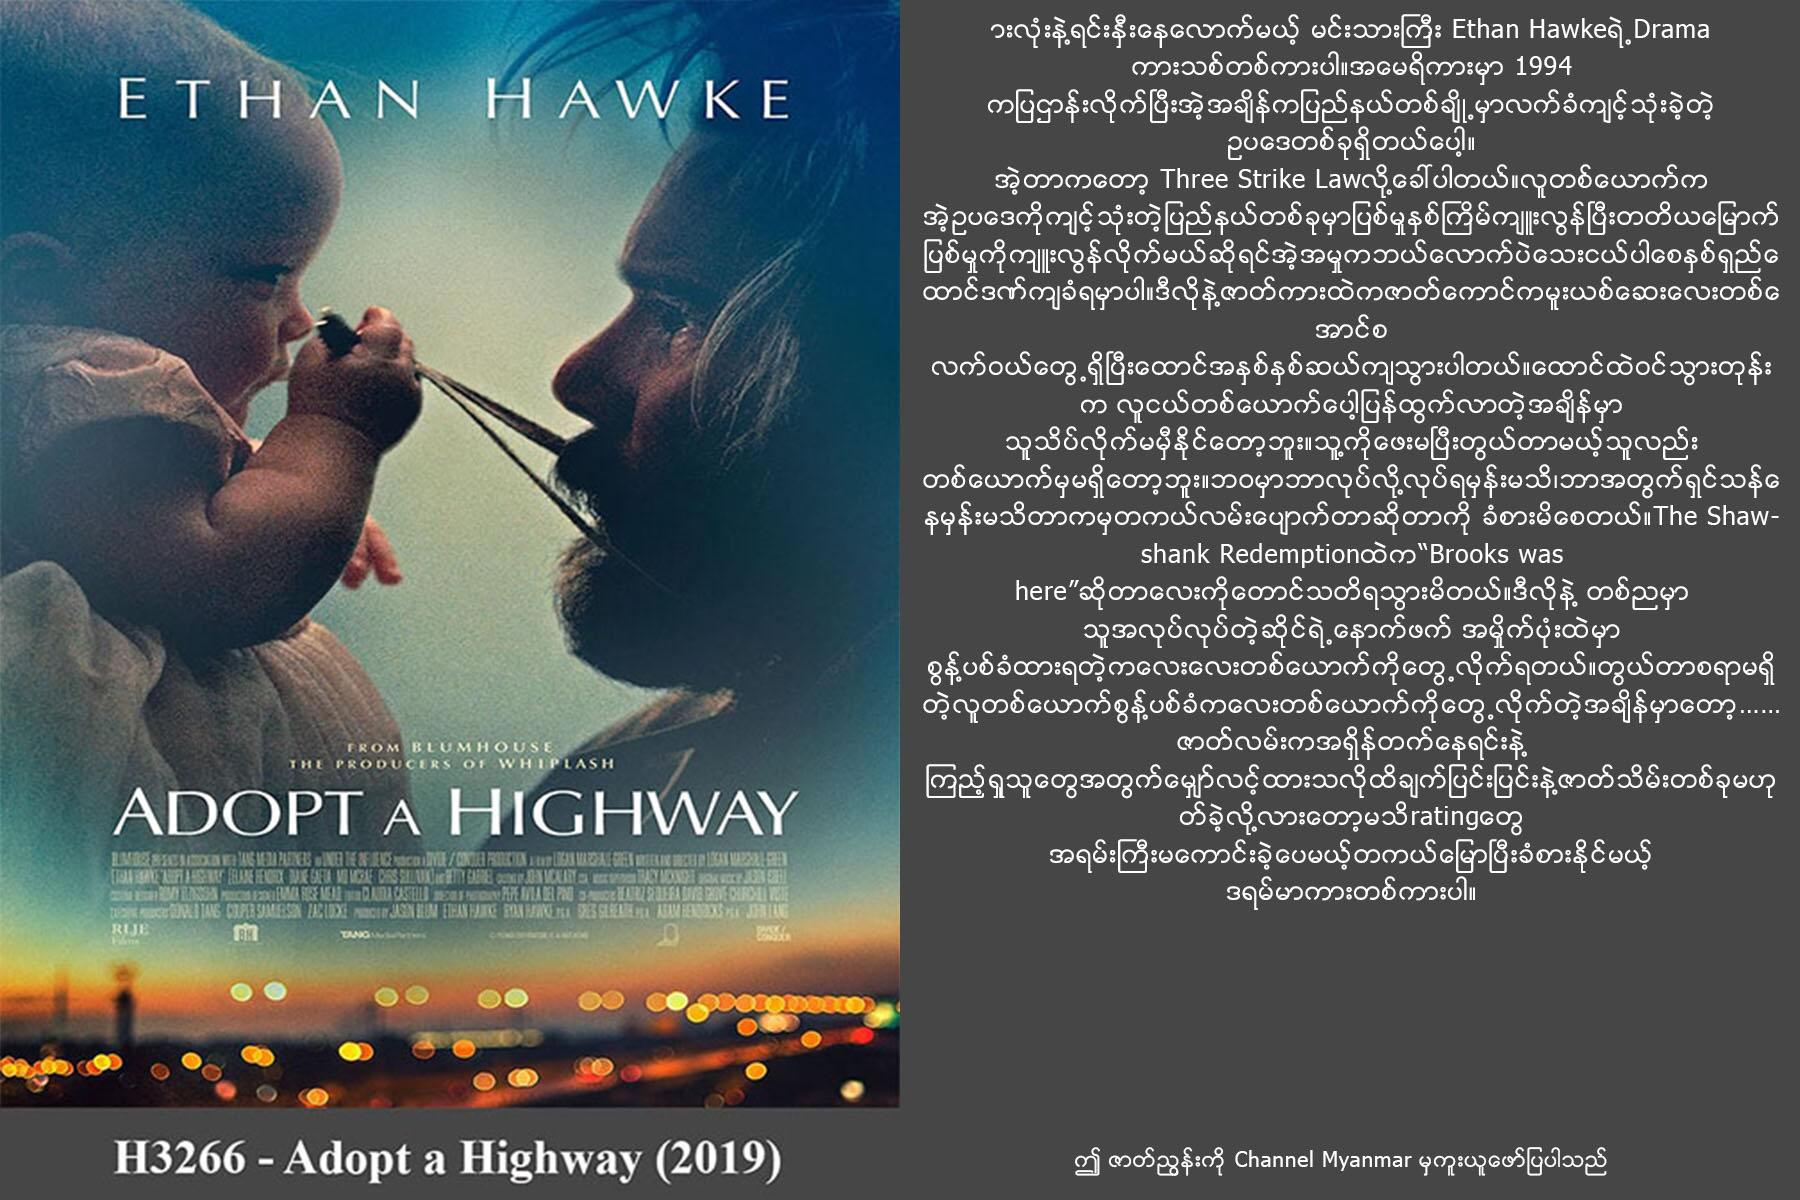 ETHAN HAWKE
FROM BLUMHOUSE
THE PRODUCERS OF WHIPLASH
ADOPT A HIGHWAY
RLJE
Films
BH
TANG Media Partners
DIVIDE /
CONQUER
H3266 - Adopt a Highway (2019)
ားလုံးနဲ့ရင်းနှီးနေလောက်မယ့် မင်းသားကြီး Ethan Hawkeရဲ့Drama
ကားသစ်တစ်ကားပါ။အမေရိကားမှာ 1994
ကပြဌာန်းလိုက်ပြီးအဲ့အချိန်ကပြည်နယ်တစ်ချို့မှာလက်ခံကျင့်သုံးခဲ့တဲ့
ဥပဒေတစ်ခုရှိတယ်ပေါ့။
အဲ့တာကတော့ Three Strike Lawလို့ခေါ်ပါတယ်။လူတစ်ယောက်က
အဲ့ဥပဒေကိုကျင့်သုံးတဲ့ပြည်နယ်တစ်ခုမှာပြစ်မှုနှစ်ကြိမ်ကျူးလွန်ပြီးတတိယမြောက်
ပြစ်မှုကိုကျူးလွန်လိုက်မယ်ဆိုရင်အဲ့အမှုကဘယ်လောက်ပဲသေးငယ်ပါစေနှစ်ရှည်ေ
ထာင်ဒဏ်ကျခံရမှာပါ။ဒီလိုနဲ့ဇာတ်ကားထဲကဇာတ်ကောင်ကမူးယစ်ဆေးလေးတစ်ေ
အာင်စ
လက်ဝယ်တွေ့ရှိပြီးထောင်အနှစ်နှစ်ဆယ်ကျသွားပါတယ်။ထောင်ထဲဝင်သွားတုန်း
က လူငယ်တစ်ယောက်ပေါ့ပြန်ထွက်လာတဲ့အချိန်မှာ
သူသိပ်လိုက်မမှီနိုင်တော့ဘူး။သူ့ကိုဖေးမပြီးတွယ်တာမယ့်သူလည်း
တစ်ယောက်မှမရှိတော့ဘူး။ဘဝမှာဘာလုပ်လို့လုပ်ရမှန်းမသိ၊ဘာအတွက်ရှင်သန်ေ
နမှန်းမသိတာကမှတကယ်လမ်းပျောက်တာဆိုတာကို ခံစားမိစေတယ်။The Shaw-
shank Redemptionထဲက“Brooks was
here”ဆိုတာလေးကိုတောင်သတိရသွားမိတယ်။ဒီလိုနဲ့ တစ်ညမှာ
သူအလုပ်လုပ်တဲ့ဆိုင်ရဲ့နောက်ဖက် အမှိုက်ပုံးထဲမှာ
စွန့်ပစ်ခံထားရတဲ့ကလေးလေးတစ်ယောက်ကိုတွေ့လိုက်ရတယ်။တွယ်တာစရာမရှိ
တဲ့လူတစ်ယောက်စွန့်ပစ်ခံကလေးတစ်ယောက်ကိုတွေ့လိုက်တဲ့အချိန်မှာတော့……
ဇာတ်လမ်းကအရှိန်တက်နေရင်းနဲ့
ကြည့်ရှုသူတွေအတွက်မျှော်လင့်ထားသလိုထိချက်ပြင်းပြင်းနဲ့ဇာတ်သိမ်းတစ်ခုမဟု
တ်ခဲ့လို့လားတော့မသိratingတွေ
အရမ်းကြီးမကောင်းခဲ့ပေမယ့်တကယ်မြောပြီးခံစားနိုင်မယ့်
ဒရမ်မာကားတစ်ကားပါ။
ဤ ဇာတ်ညွှန်းကို Channel Myanmar မှကူးယူဖော်ပြပါသည်